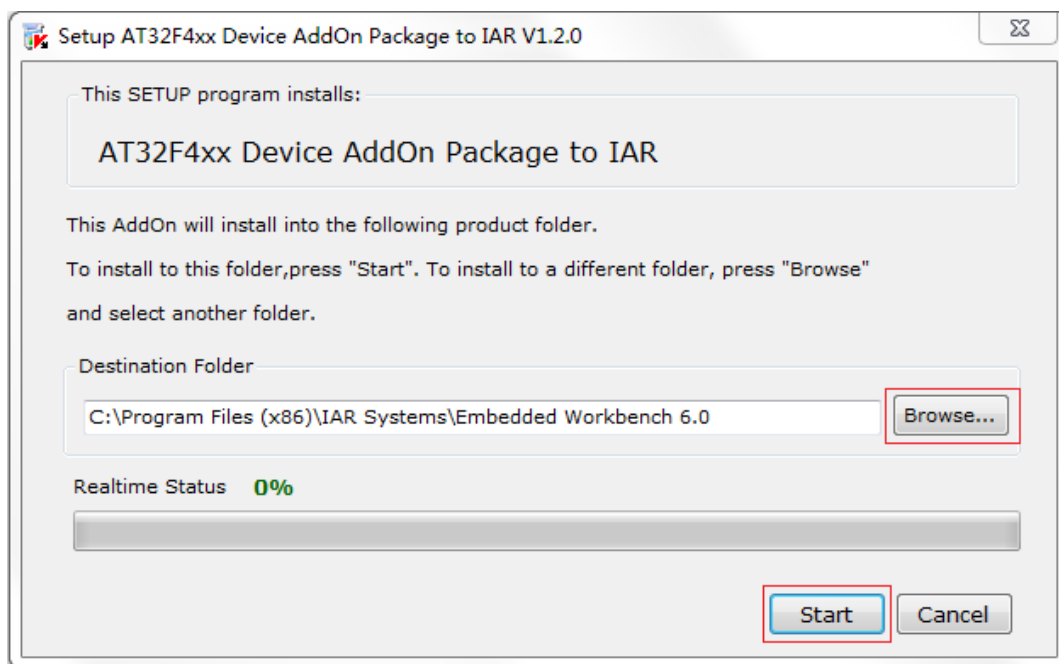 Setup AT32F4xx Device AddOn Package to IAR V1.2.0
This SETUP program installs:
AT32F4xx Device AddOn Package to IAR
This AddOn will install into the following product folder.
To install to this folder,press "Start". To install to a different folder, press "Browse"
and select another folder.
Destination Folder
C:\Program Files (x86)\IAR Systems\Embedded Workbench 6.0
Browse...
Realtime Status 0%
Start Cancel